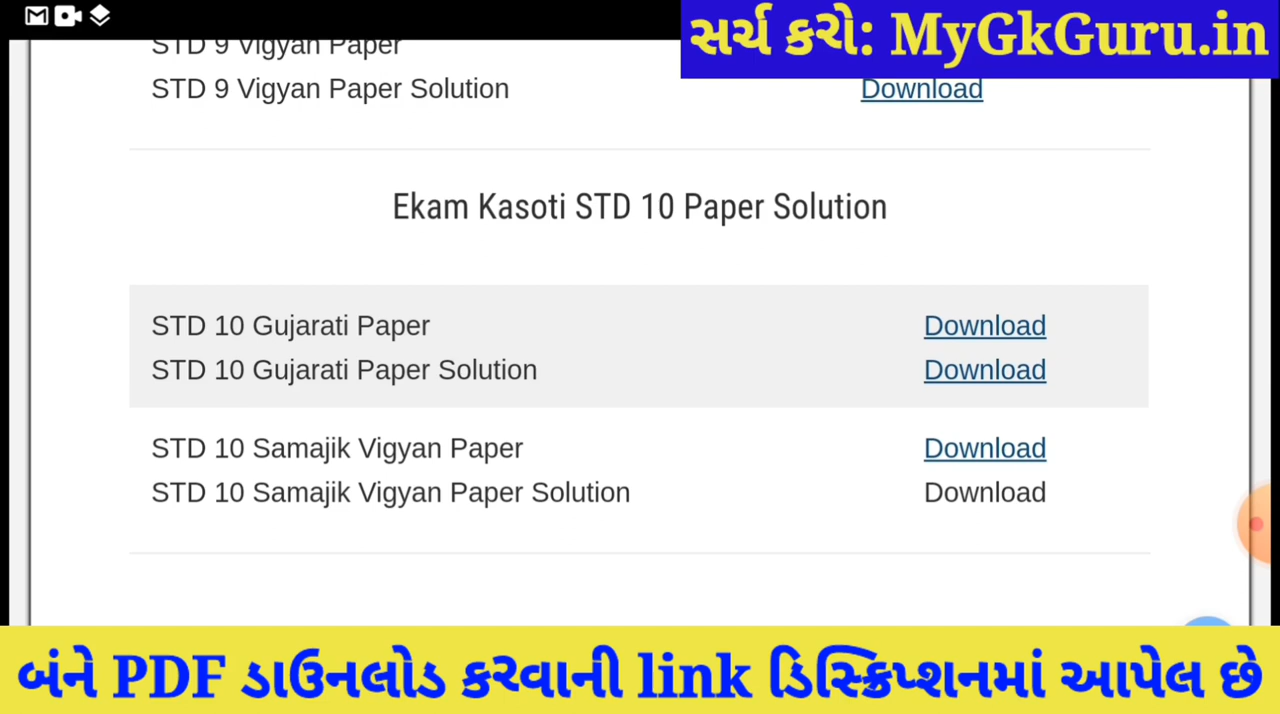 સર્ચ કરો: MyGkGuru.in
STD 9 Vigyan Paper
STD 9 Vigyan Paper Solution Download
Ekam Kasoti STD 10 Paper Solution
STD 10 Gujarati Paper Download
STD 10 Gujarati Paper Solution Download
STD 10 Samajik Vigyan Paper Download
STD 10 Samajik Vigyan Paper Solution Download
બંને PDF ડાઉનલોડ કરવાની link ડિસ્ક્રિપ્શનમાં આપેલ છે